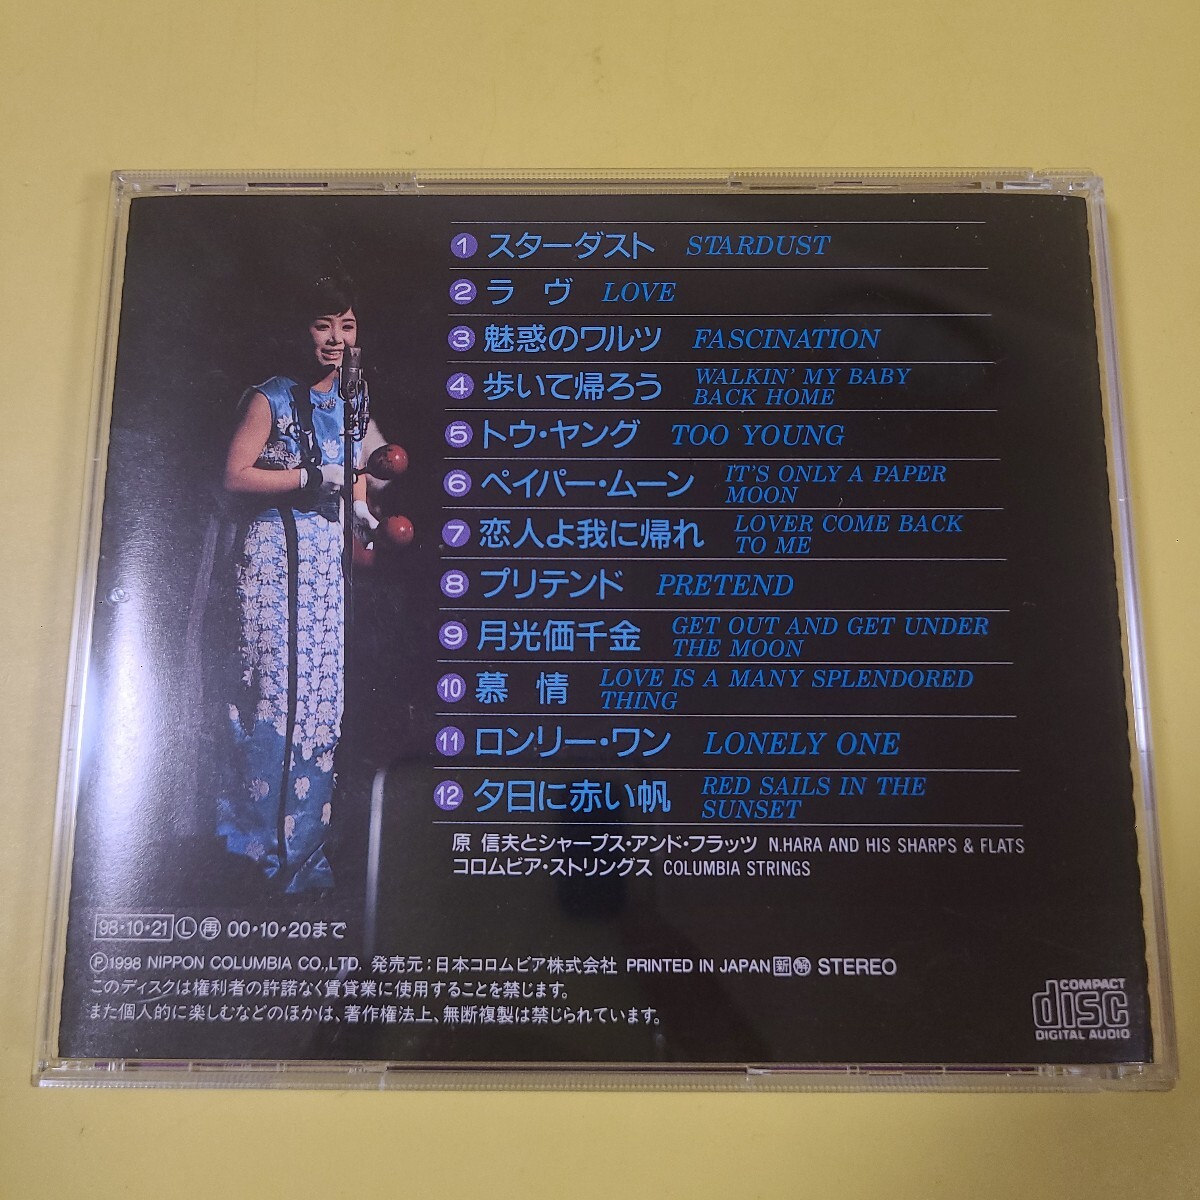 1 スターダスト STARDUST
2 ラヴ LOVE
3 魅惑のワルツ FASCINATION
4 歩いて帰ろう WALKIN' MY BABY
BACK HOME
5 トウ・ヤング TOO YOUNG
6 ペイパー・ムーン IT'S ONLY A PAPER
MOON
7 恋人よ我に帰れ LOVER COME BACK
TO ME
8 プリテンド PRETEND
9 月光価千金 GET OUT AND GET UNDER
THE MOON
10 慕情 LOVE IS A MANY SPLENDORED
THING
11 ロンリー・ワン LONELY ONE
12 夕日に赤い帆 RED SAILS IN THE
SUNSET
原 信夫とシャープス・アンド・フラッツ N.HARA AND HIS SHARPS & FLATS
コロムビア・ストリングス COLUMBIA STRINGS
98・10・21 Ⓛ ㊢ 00・10・20まで
Ⓟ1998 NIPPON COLUMBIA CO.,LTD. 発売元:日本コロムビア株式会社 PRINTED IN JAPAN 新 解 STEREO
このディスクは権利者の許諾なく賃貸業に使用することを禁じます。
また個人的に楽しむなどのほかは、著作権法上、無断複製は禁じられています。
COMPACT
disc
DIGITAL AUDIO